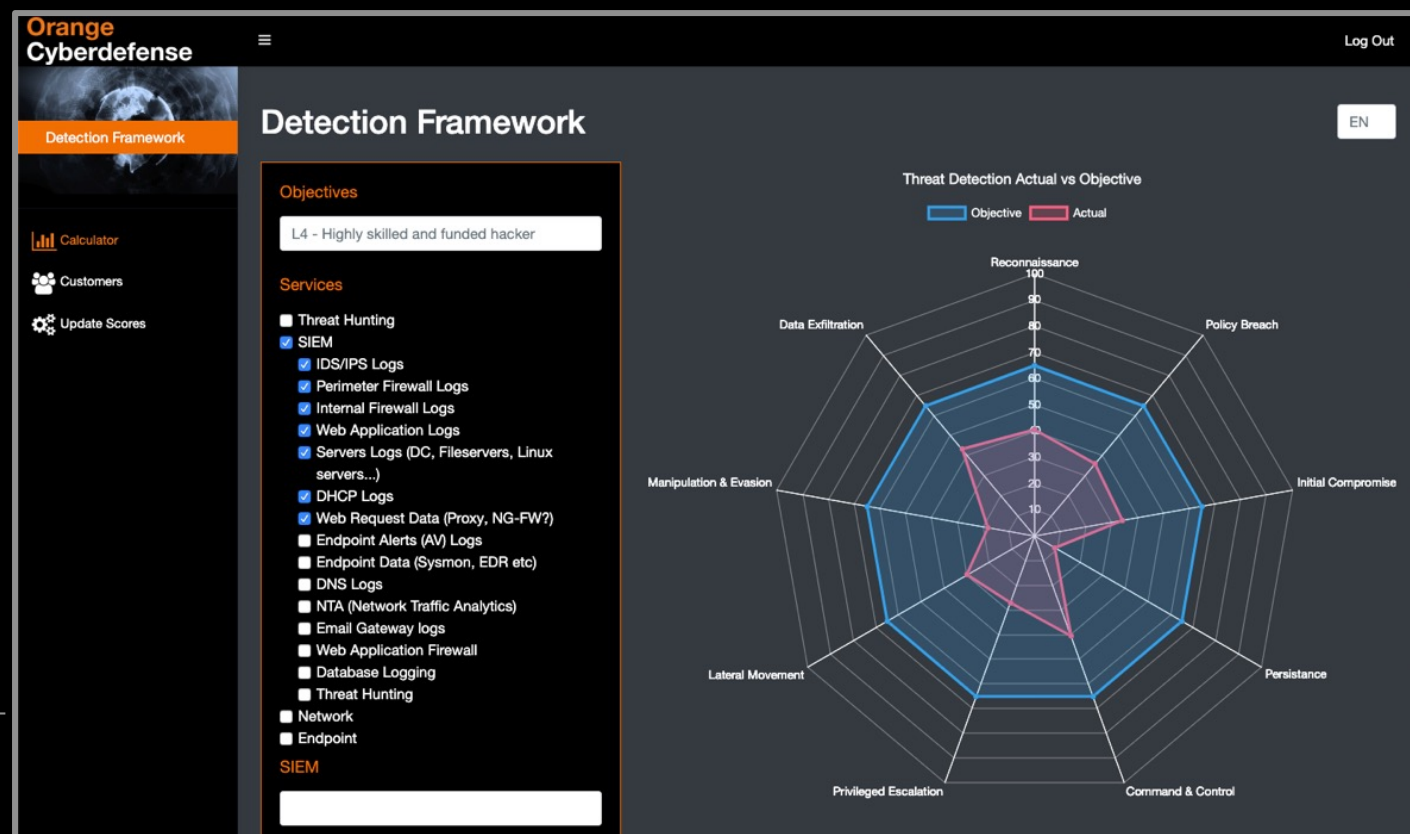 Orange
Cyberdefense
Log Out
Detection Framework
Calculator
Customers
Update Scores
Detection Framework
EN
Objectives
L4 - Highly skilled and funded hacker
Services
Threat Hunting
SIEM
IDS/IPS Logs
Perimeter Firewall Logs
Internal Firewall Logs
Web Application Logs
Servers Logs (DC, Fileservers, Linux
servers...)
DHCP Logs
Web Request Data (Proxy, NG-FW?)
Endpoint Alerts (AV) Logs
Endpoint Data (Sysmon, EDR etc)
DNS Logs
NTA (Network Traffic Analytics)
Email Gateway logs
Web Application Firewall
Database Logging
Threat Hunting
Network
Endpoint
SIEM
Threat Detection Actual vs Objective
Objective
Actual
Reconnaissance
100
90
80
70
60
50
40
30
20
10
Policy Breach
Initial Compromise
Persistance
Command & Control
Privileged Escalation
Lateral Movement
Manipulation & Evasion
Data Exfiltration